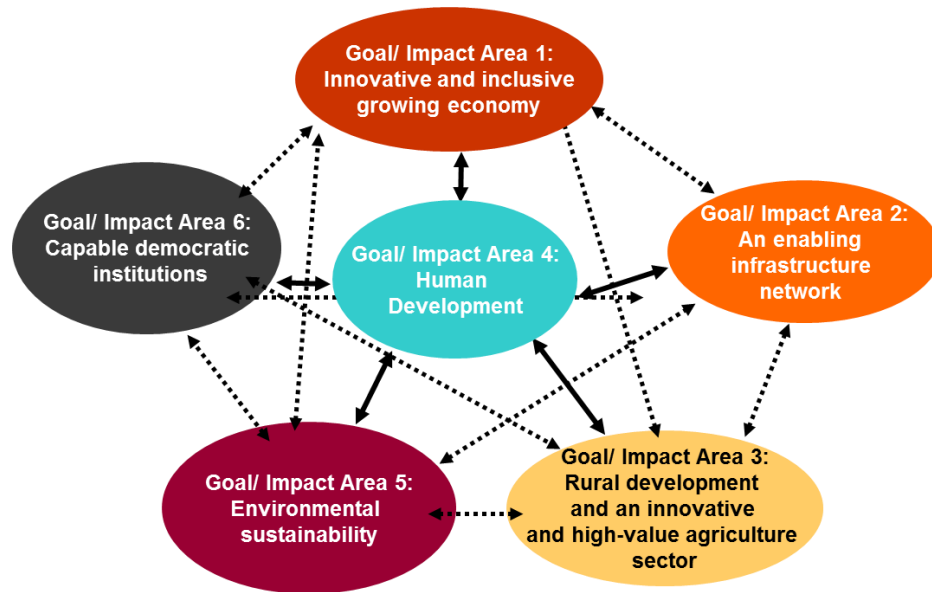 Goal/ Impact Area 1:
Innovative and inclusive
growing economy
Goal/ Impact Area 6:
Capable democratic
institutions
Goal/ Impact Area 4:
Human
Development
Goal/ Impact Area 2:
An enabling
infrastructure
network
Goal/ Impact Area 5:
Environmental
sustainability
Goal/ Impact Area 3:
Rural development
and an innovative
and high-value agriculture
sector